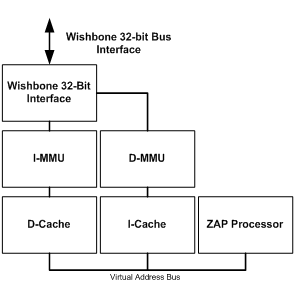 Wishbone 32-bit Bus
Interface
Wishbone 32-Bit
Interface
I-MMU
D-MMU
D-Cache
I-Cache
ZAP Processor
Virtual Address Bus